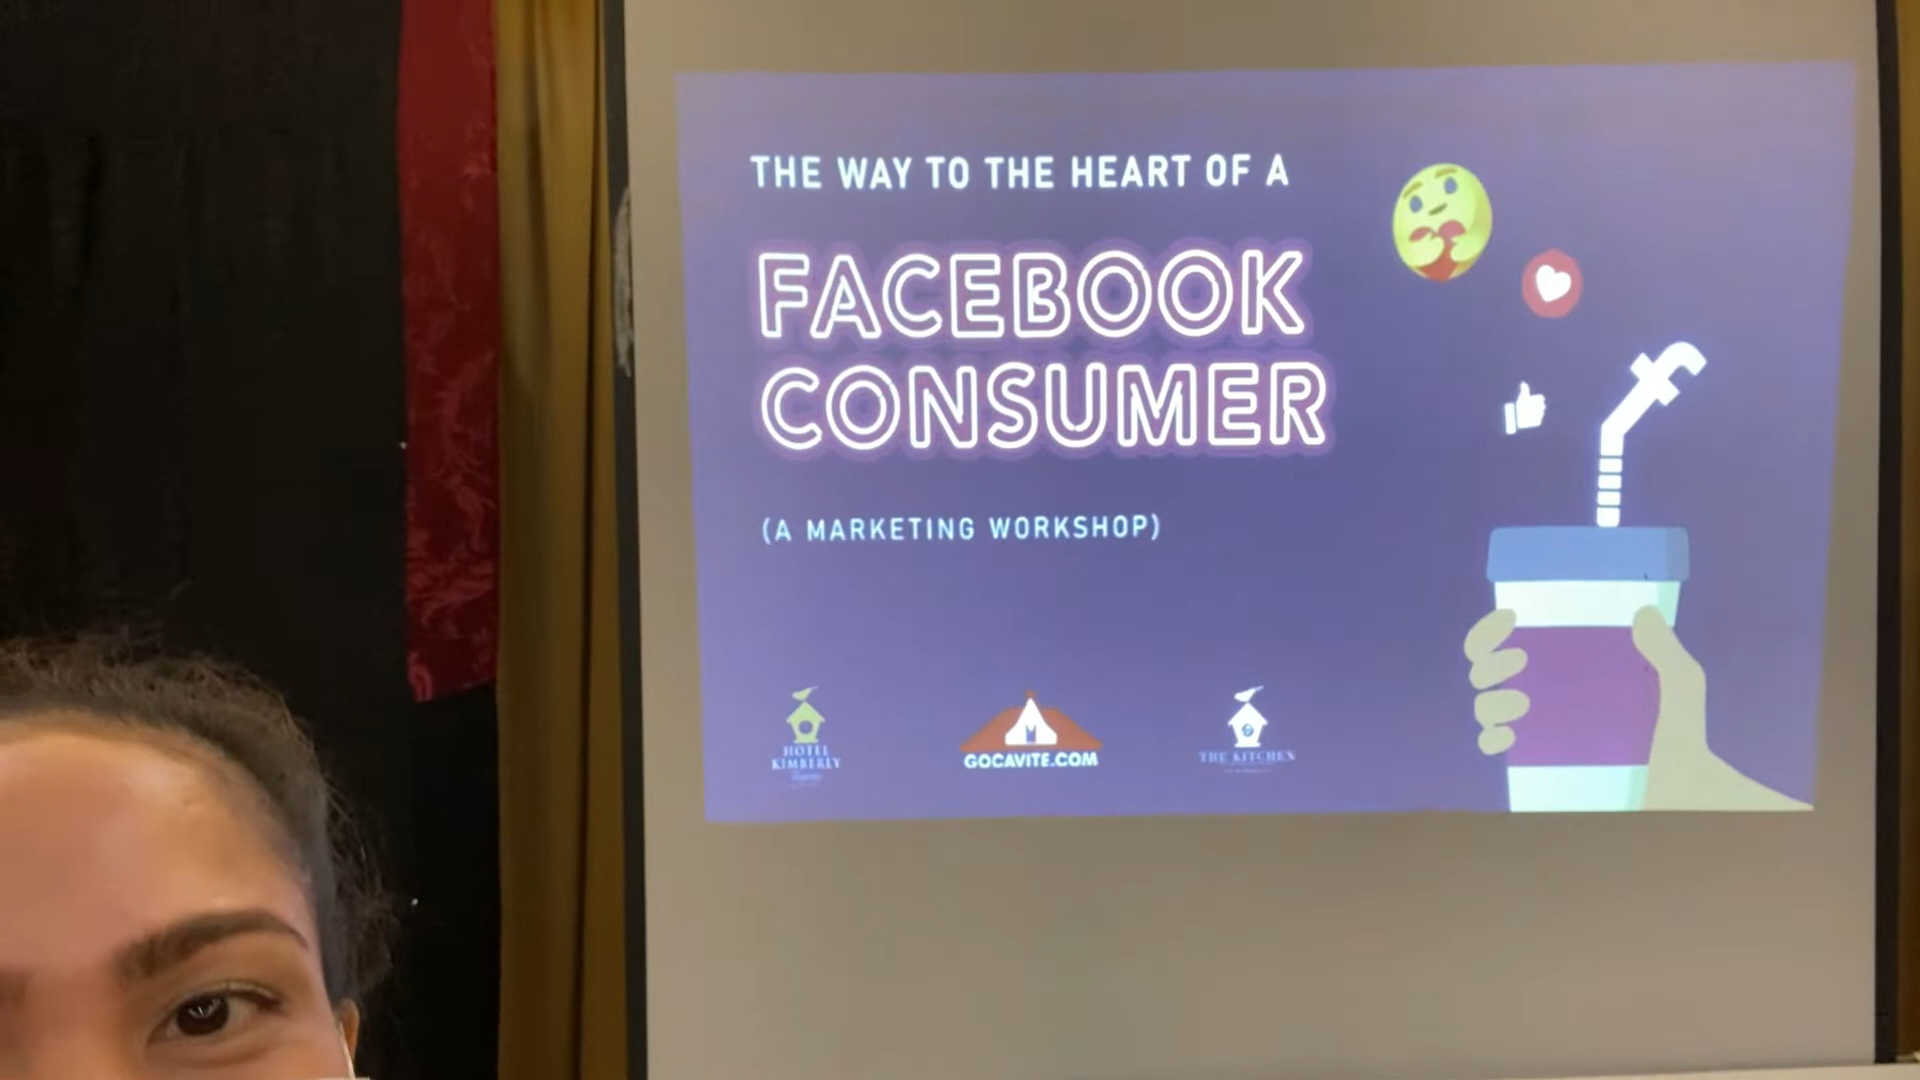 THE WAY TO THE HEART OF A
FACEBOOK
CONSUMER
(A MARKETING WORKSHOP)
HOTEL
KIMBERLY
GOCAVITE.COM
THE KITCHEN